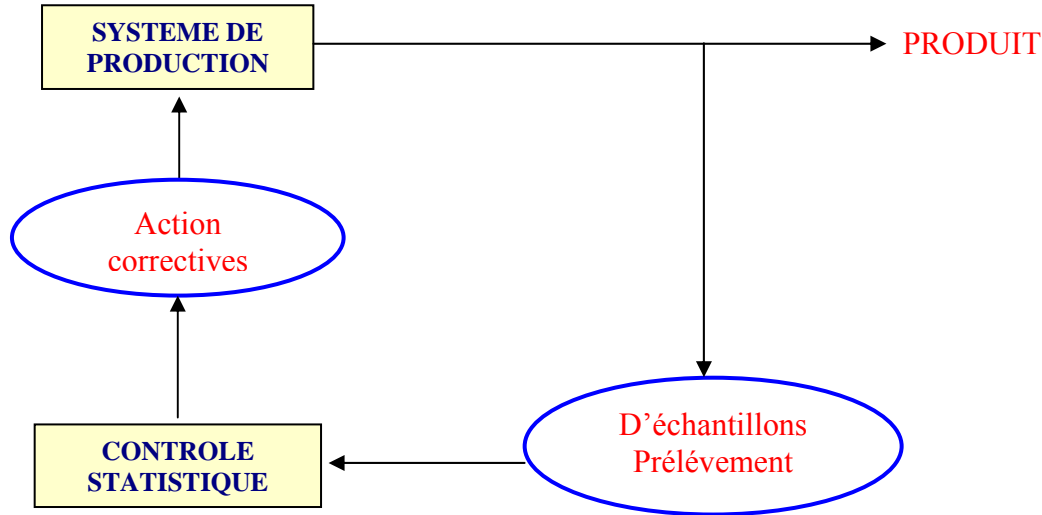 SYSTEME DE
PRODUCTION
PRODUIT
Action
correctives
D’échantillons
Prélévement
CONTROLE
STATISTIQUE